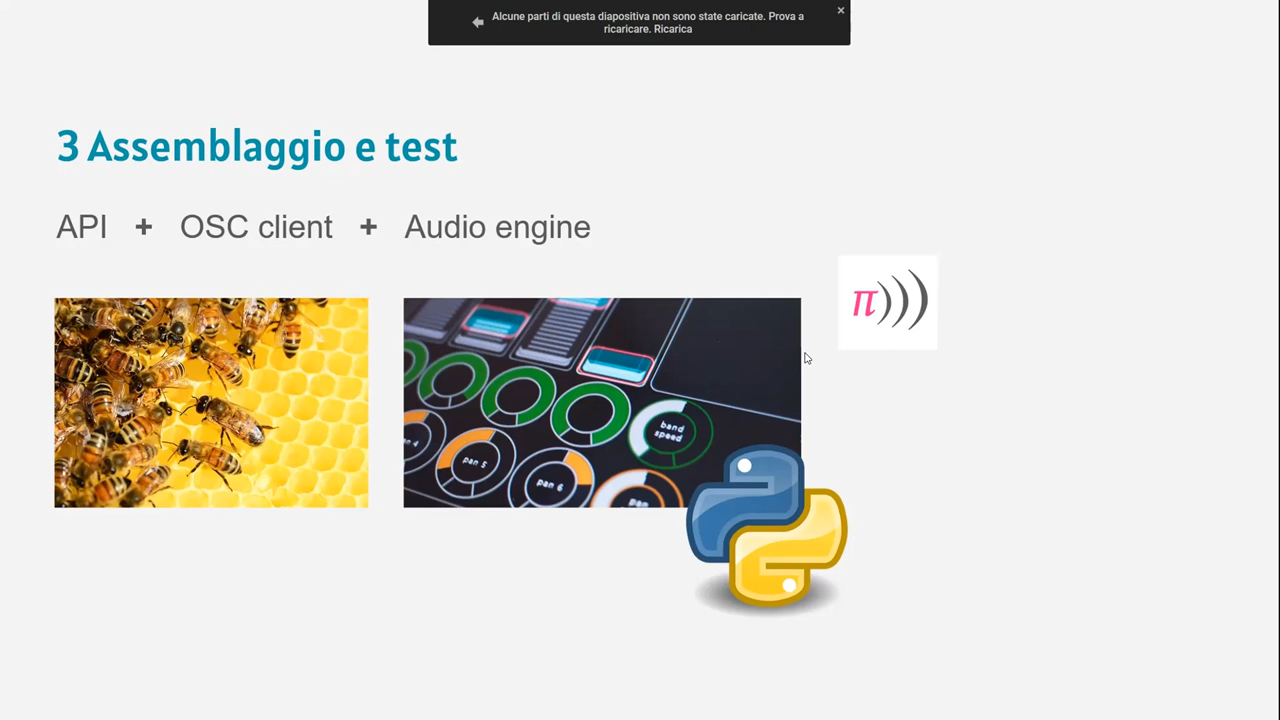 Alcune parti di questa diapositiva non sono state caricate. Prova a
ricaricare. Ricarica
3 Assemblaggio e test
API + OSC client + Audio engine
π)))
band
speed
pan 5
pan 6